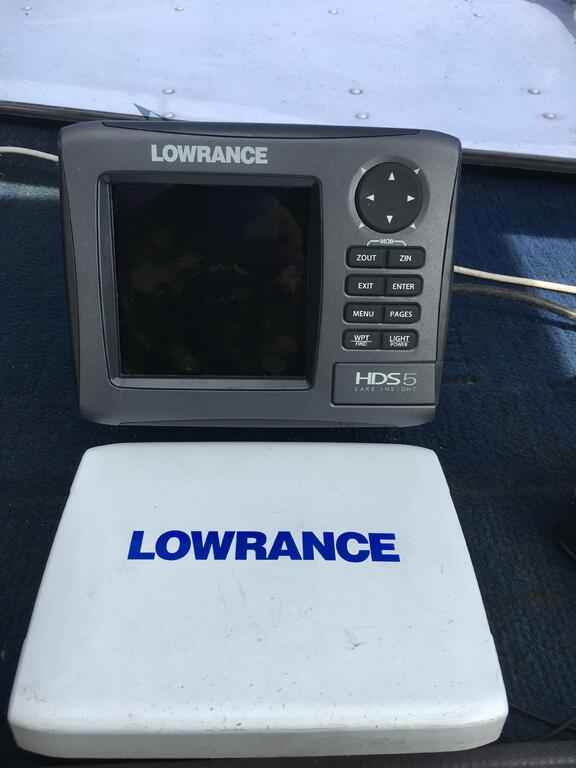 LOWRANCE
MOB
ZOUT ZIN
EXIT ENTER
MENU PAGES
WPT LIGHT
FIND POWER
HDS5
LAKE INSIGHT
LOWRANCE